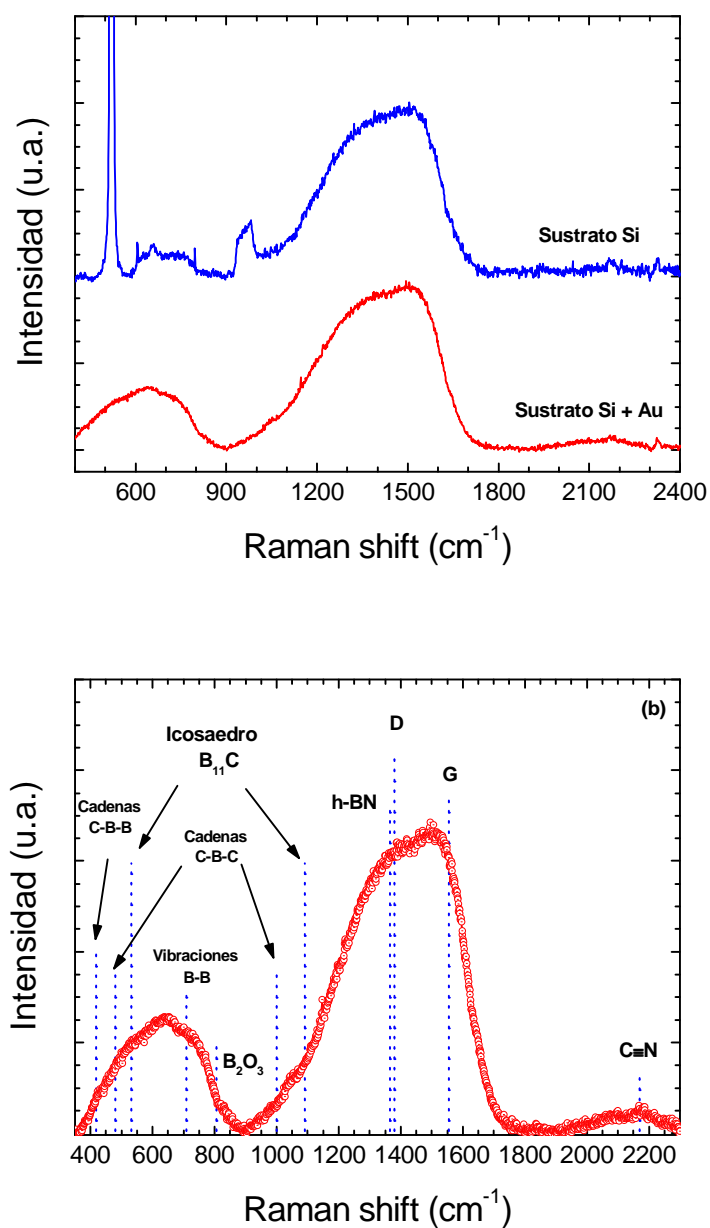 Intensidad (u.a.)
Sustrato Si
Sustrato Si + Au
600 900 1200 1500 1800 2100 2400
Raman shift (cm⁻¹)
(b)
D
Icosaedro
B₁₁C
G
h-BN
Cadenas
C-B-B
Cadenas
C-B-C
Vibraciones
B-B
B₂O₃
C≡N
Intensidad (u.a.)
400 600 800 1000 1200 1400 1600 1800 2000 2200
Raman shift (cm⁻¹)